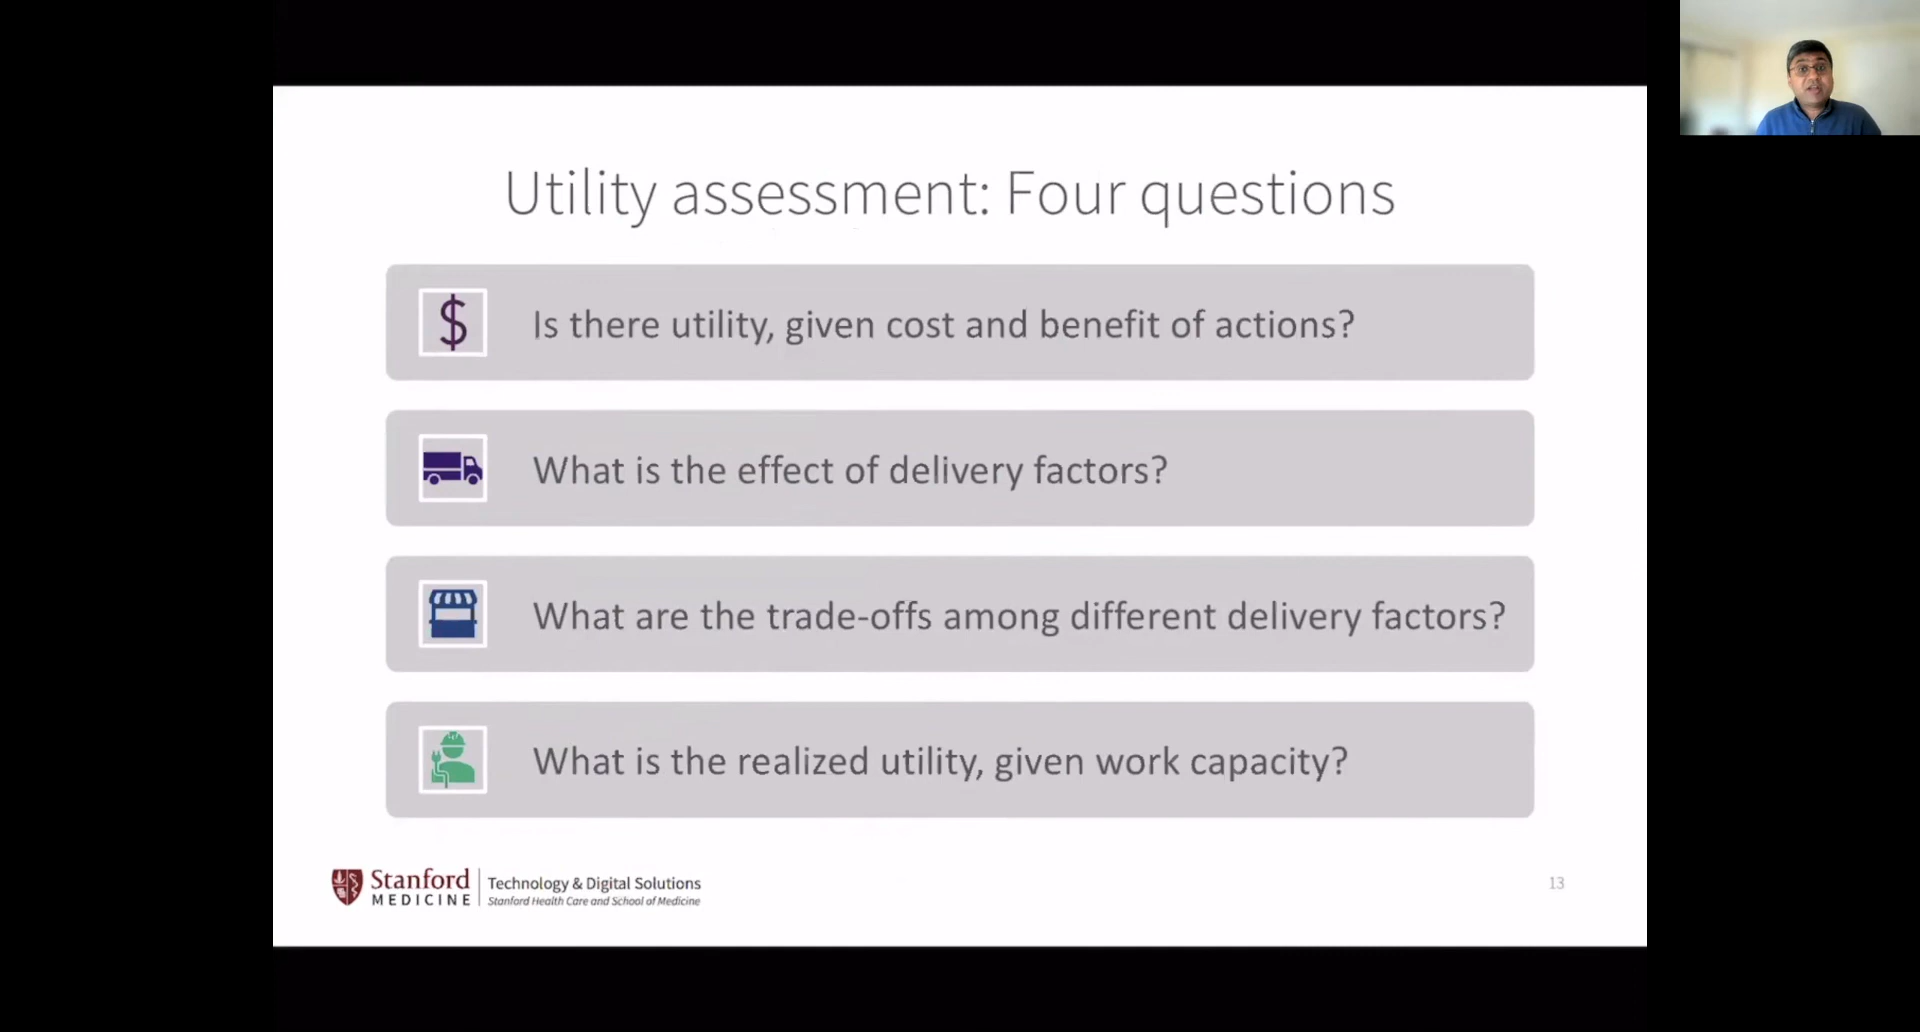 Utility assessment: Four questions
$
Is there utility, given cost and benefit of actions?
What is the effect of delivery factors?
What are the trade-offs among different delivery factors?
What is the realized utility, given work capacity?
Stanford
MEDICINE
Technology & Digital Solutions
Stanford Health Care and School of Medicine
13